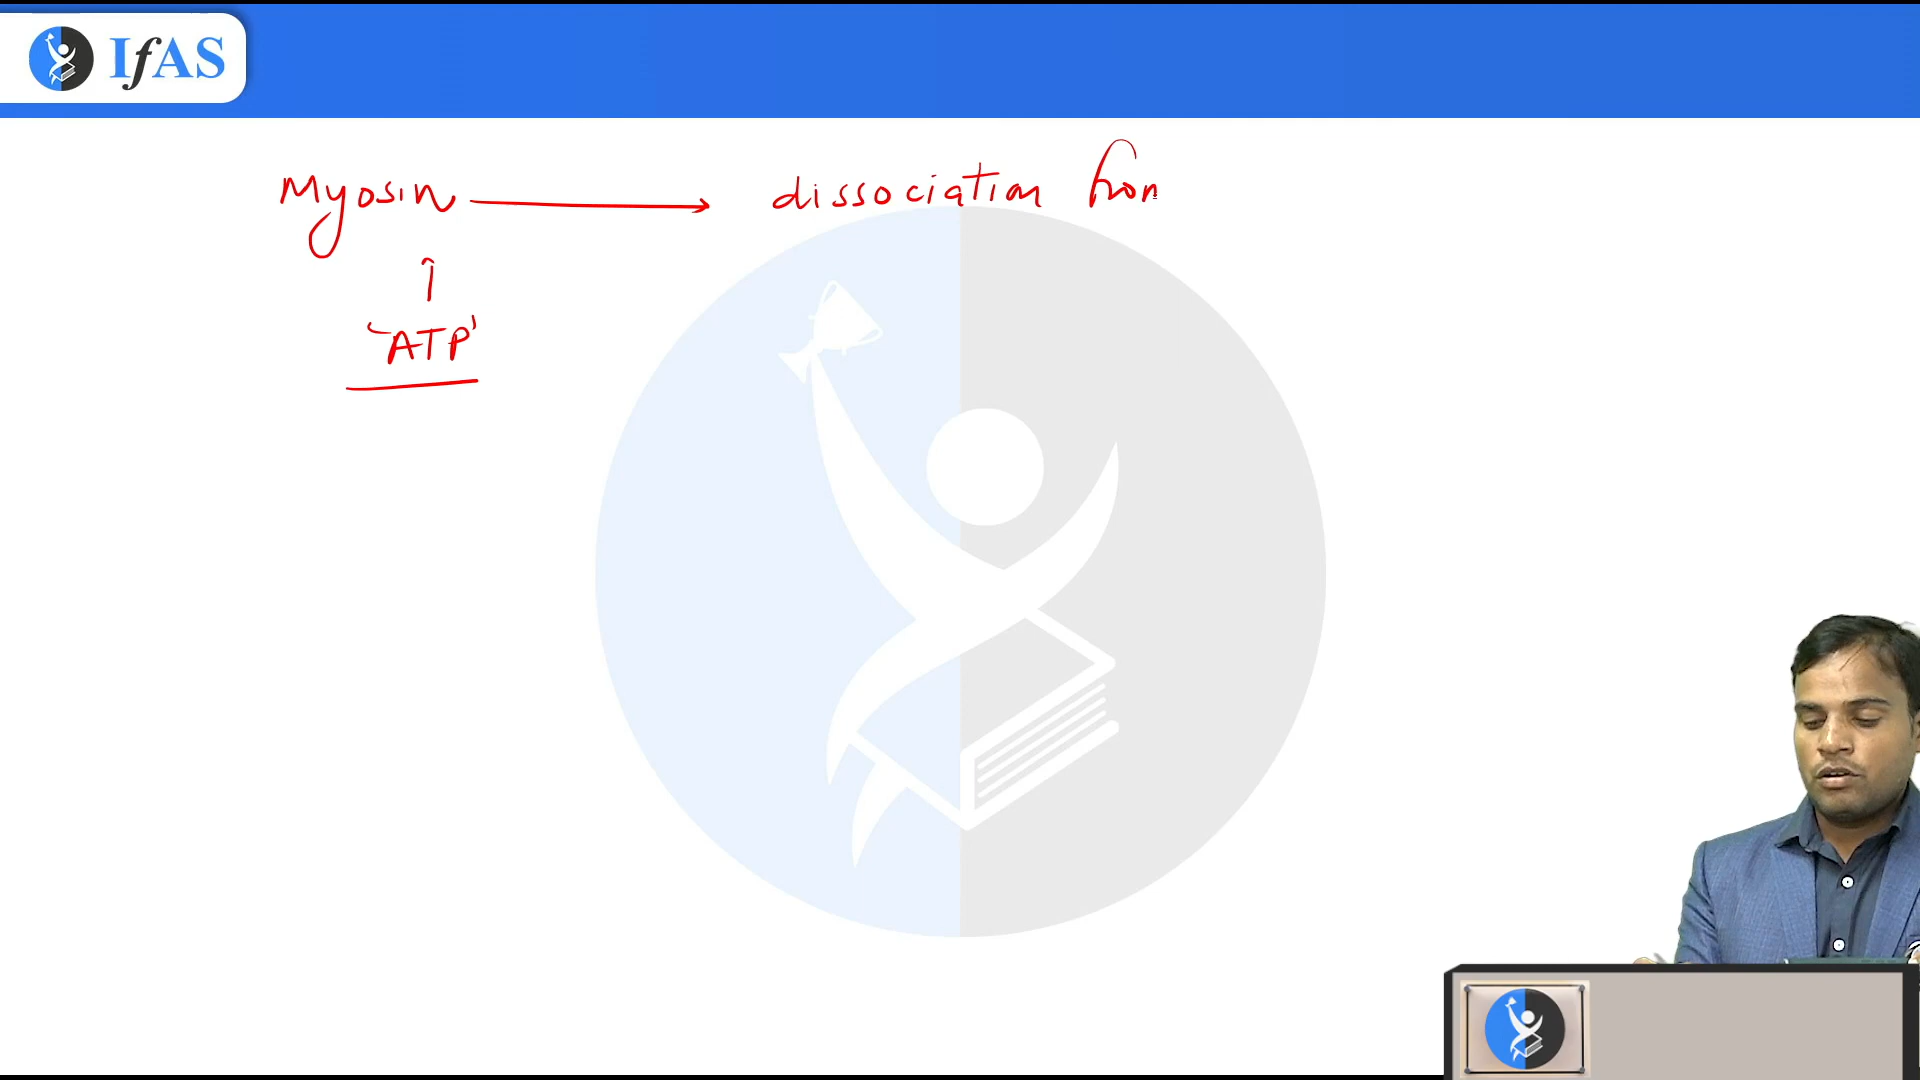 IfAS
Myosin → dissociation from
↑
'ATP'